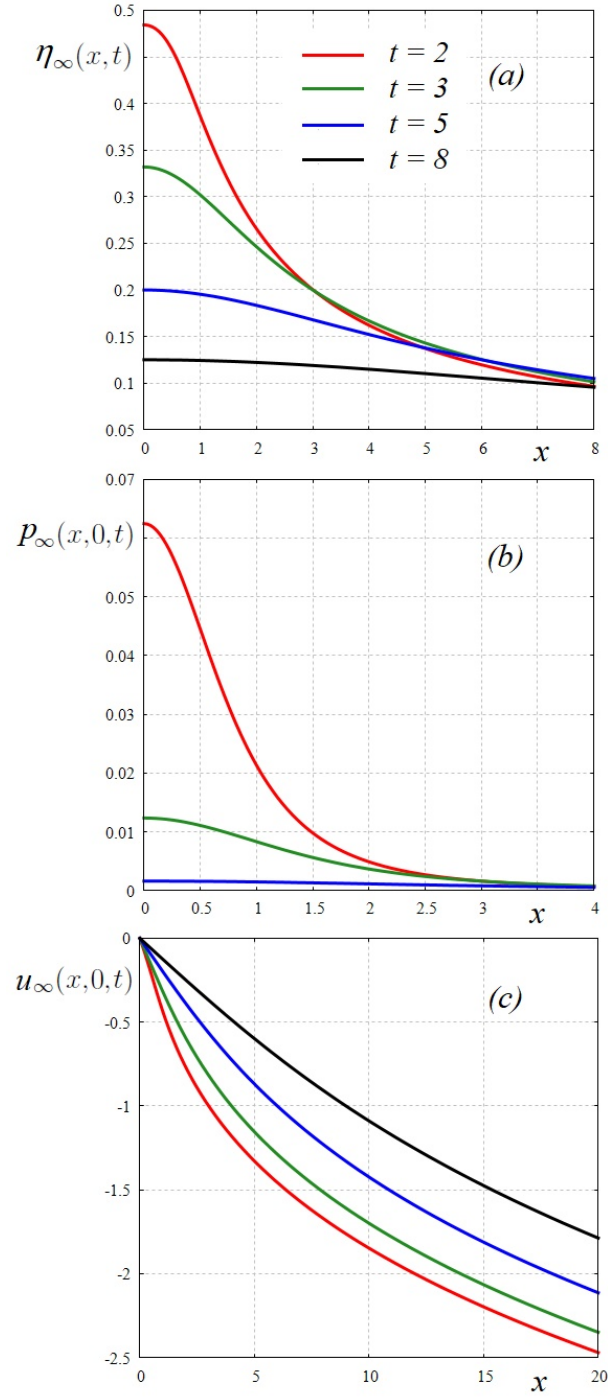 0.5
η∞(x,t)
0.45
0.4
0.35
0.3
0.25
0.2
0.15
0.1
0.05
t = 2
t = 3
t = 5
t = 8
(a)
0 1 2 3 4 5 6 7 8
x
0.07
p∞(x,0,t)
0.05
0.04
0.03
0.02
0.01
0
(b)
0 0.5 1 1.5 2 2.5 3 3.5 4
x
0
u∞(x,0,t)
-0.5
-1
-1.5
-2
-2.5
(c)
0 5 10 15 20
x